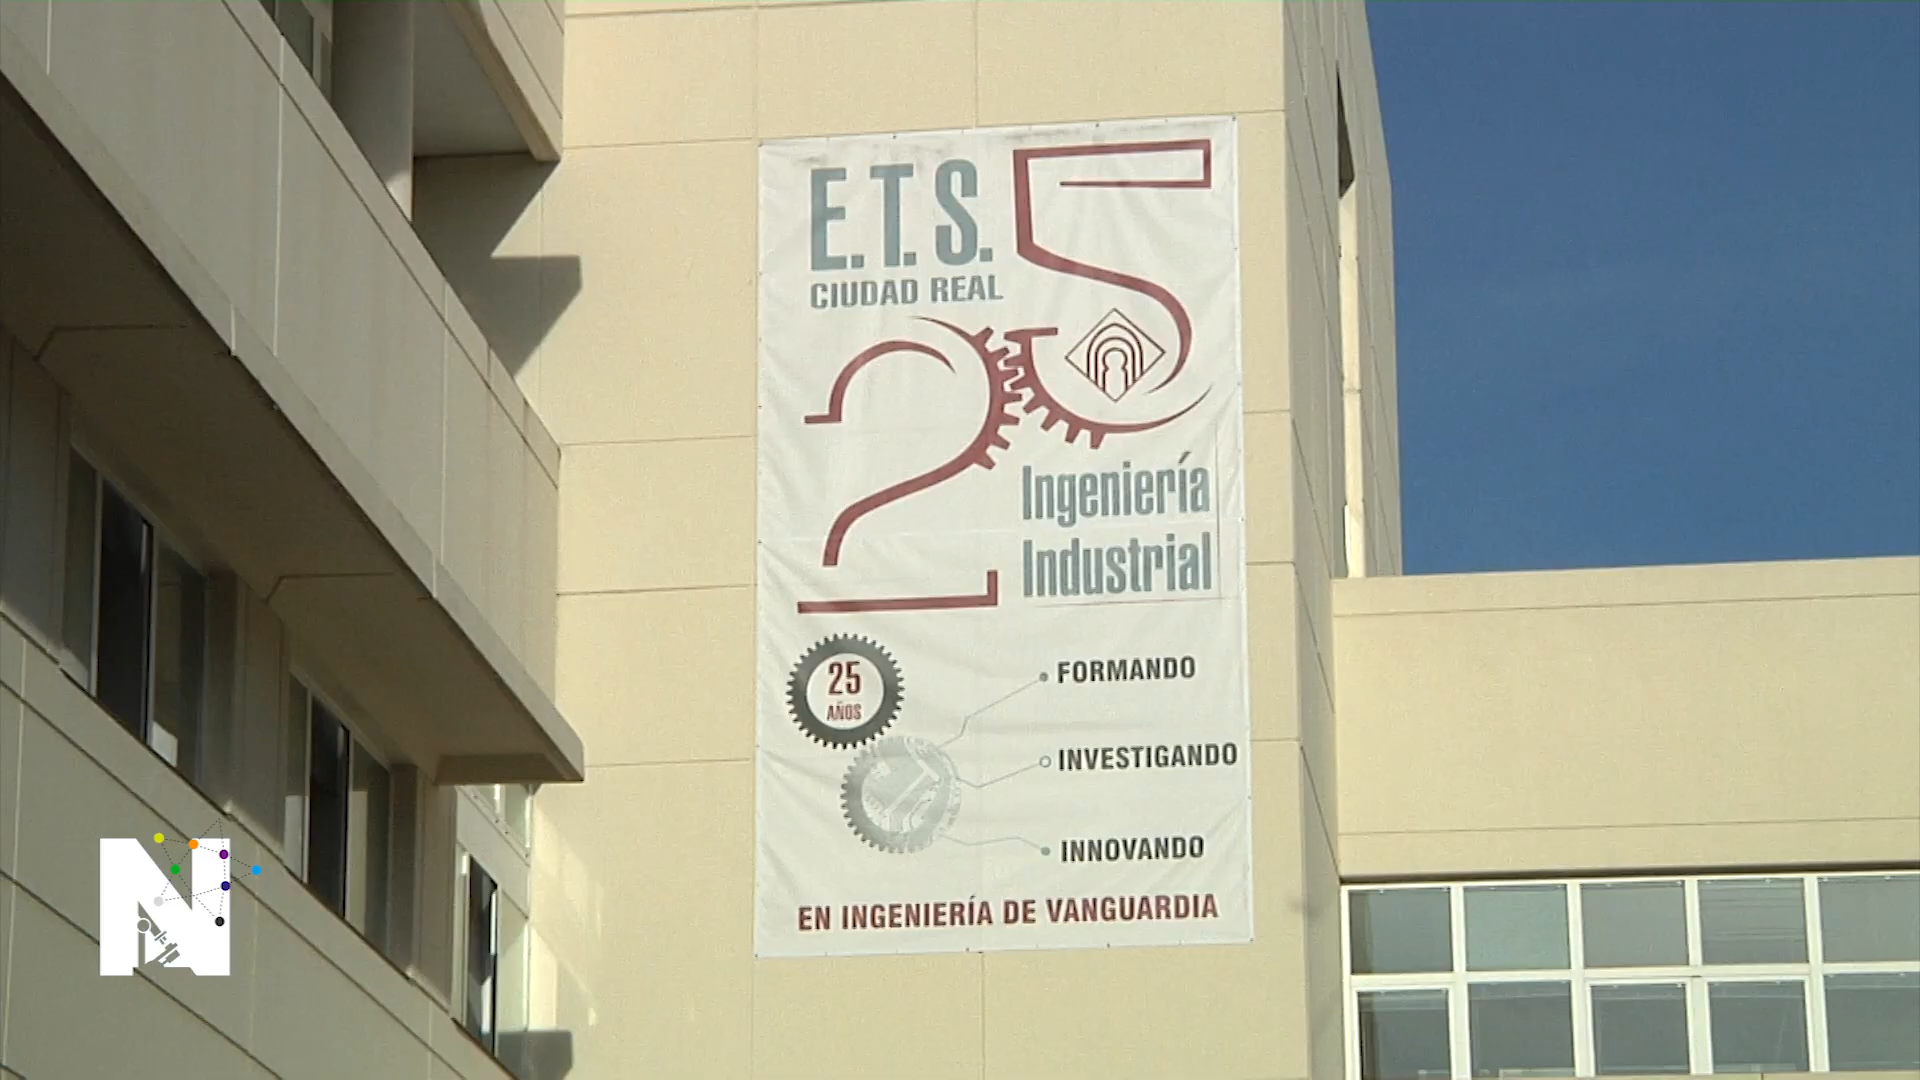 E.T.S.
CIUDAD REAL
25
Ingeniería
Industrial
25
AÑOS
FORMANDO
INVESTIGANDO
INNOVANDO
EN INGENIERÍA DE VANGUARDIA
N